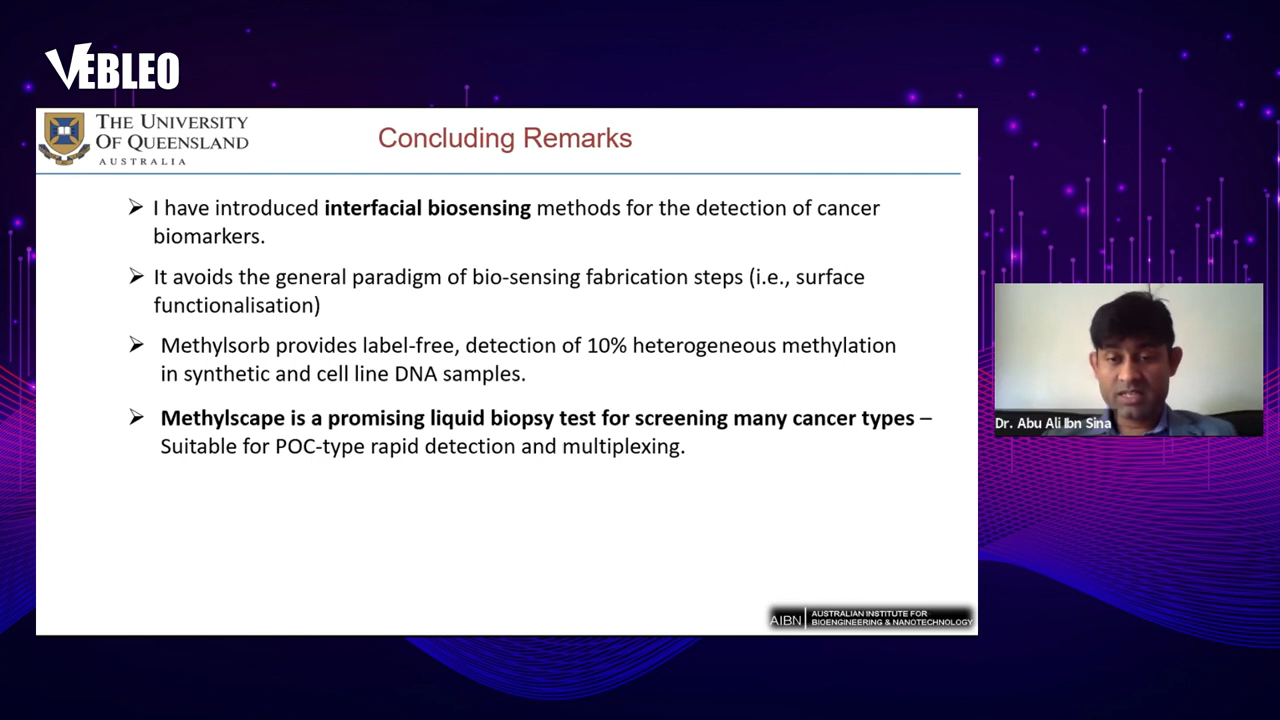 VEBLEO
THE UNIVERSITY
OF QUEENSLAND
AUSTRALIA
Concluding Remarks
➢ I have introduced interfacial biosensing methods for the detection of cancer
biomarkers.
➢ It avoids the general paradigm of bio-sensing fabrication steps (i.e., surface
functionalisation)
➢ Methylsorb provides label-free, detection of 10% heterogeneous methylation
in synthetic and cell line DNA samples.
➢ Methylscape is a promising liquid biopsy test for screening many cancer types –
Suitable for POC-type rapid detection and multiplexing.
Dr. Abu Ali Ibn Sina
AIBN
AUSTRALIAN INSTITUTE FOR
BIOENGINEERING & NANOTECHNOLOGY